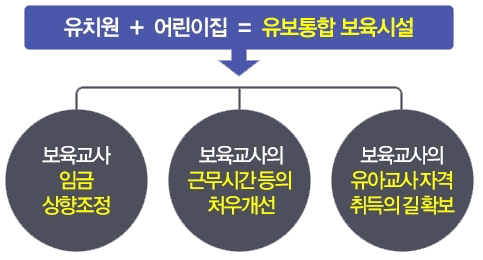 유치원 + 어린이집 = 유보통합 보육시설
보육교사
임금
상향조정
보육교사의
근무시간 등의
처우개선
보육교사의
유아교사 자격
취득의 길 확보